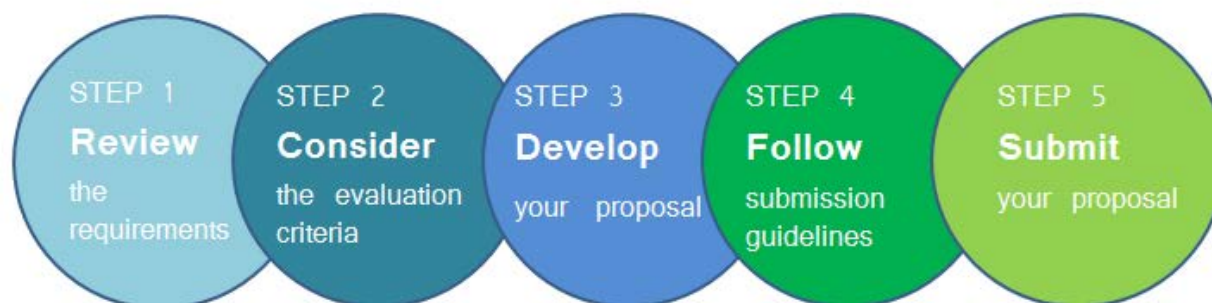 STEP 1
Review
the
requirements
STEP 2
Consider
the evaluation
criteria
STEP 3
Develop
your proposal
STEP 4
Follow
submission
guidelines
STEP 5
Submit
your proposal